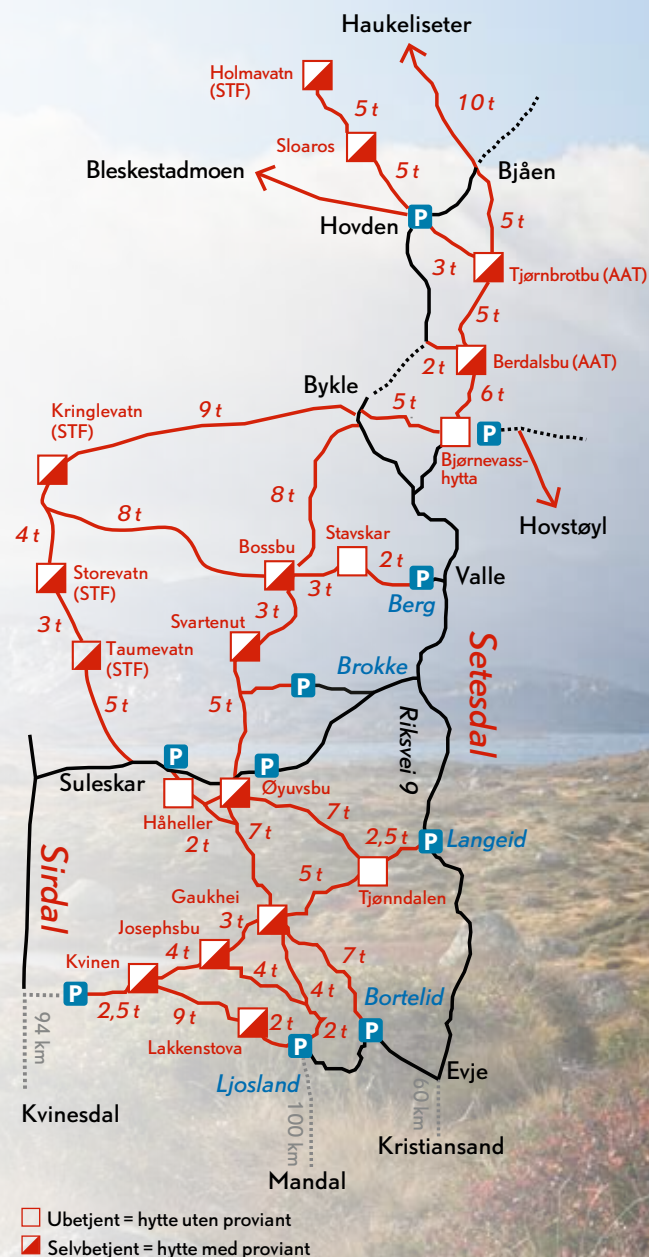 Haukeliseter
Holmavatn
(STF)
10 t
5 t
Sloaros
Bleskestadmoen
5 t
Bjåen
P
Hovden
5 t
3 t
Tjørnbrotbu (AAT)
5 t
2 t
Berdalsbu (AAT)
Bykle
6 t
Kringlevatn
(STF)
9 t
5 t
P
Bjørnevass-
hytta
8 t
Hovstøyl
4 t
8 t
Stavskar
Bossbu
2 t
P
Valle
3 t
Berg
Storevatn
(STF)
3 t
Svartenut
3 t
Taumevatn
(STF)
Brokke
P
Setesdal
5 t
5 t
Riksvei 9
P
P
Suleskar
Øyuvsbu
Håheller
7 t
7 t
2 t
2,5 t
P
Langeid
Sirdal
5 t
Tjønndalen
Gaukhei
3 t
Josephsbu
4 t
7 t
Kvinen
4 t
4 t
Bortelid
P
2,5 t
9 t
2 t
2 t
P
P
Lakkenstova
94 km
Ljosland
Evje
60 km
Kvinesdal
100 km
Kristiansand
Mandal
Ubetjent = hytte uten proviant
Selvbetjent = hytte med proviant